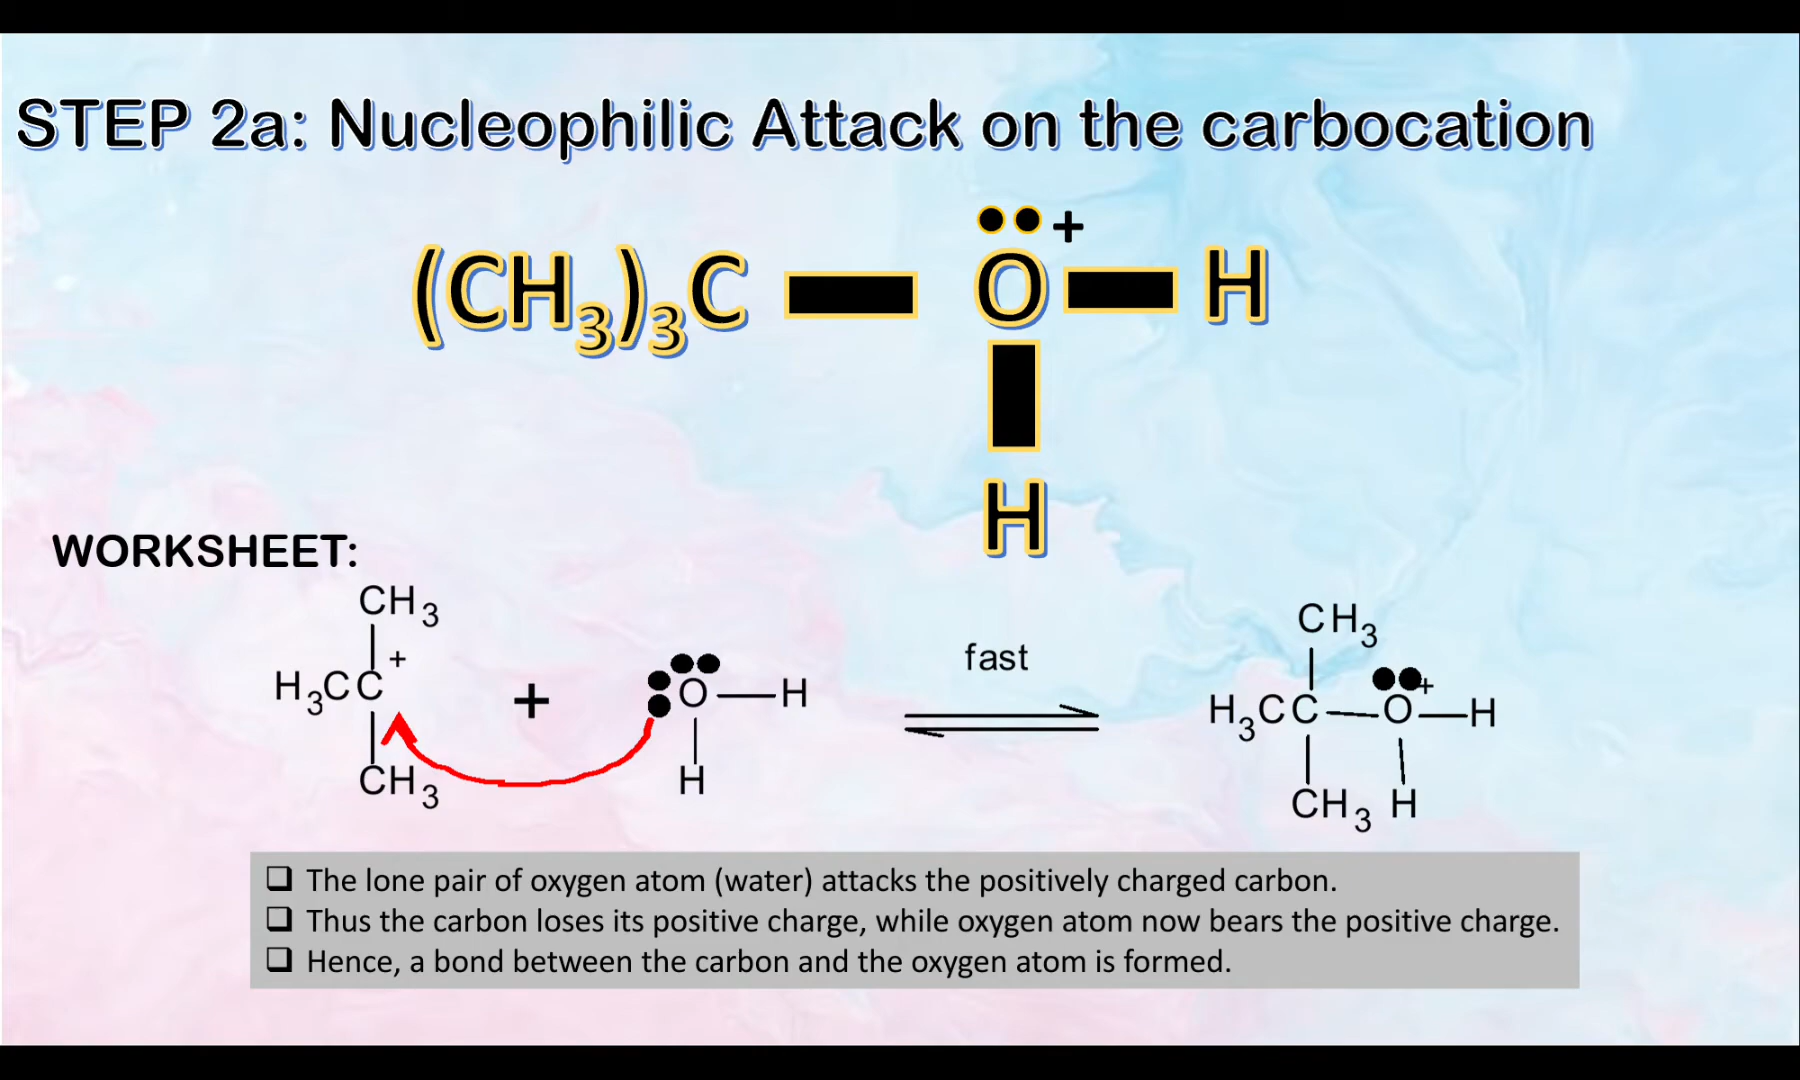 STEP 2a: Nucleophilic Attack on the carbocation
+
(CH₃)₃C O H
H
WORKSHEET:
CH₃
+
H₃CC + O H
H
CH₃
fast
CH₃
+
H₃CC O H
CH₃ H
❑ The lone pair of oxygen atom (water) attacks the positively charged carbon.
❑ Thus the carbon loses its positive charge, while oxygen atom now bears the positive charge.
❑ Hence, a bond between the carbon and the oxygen atom is formed.